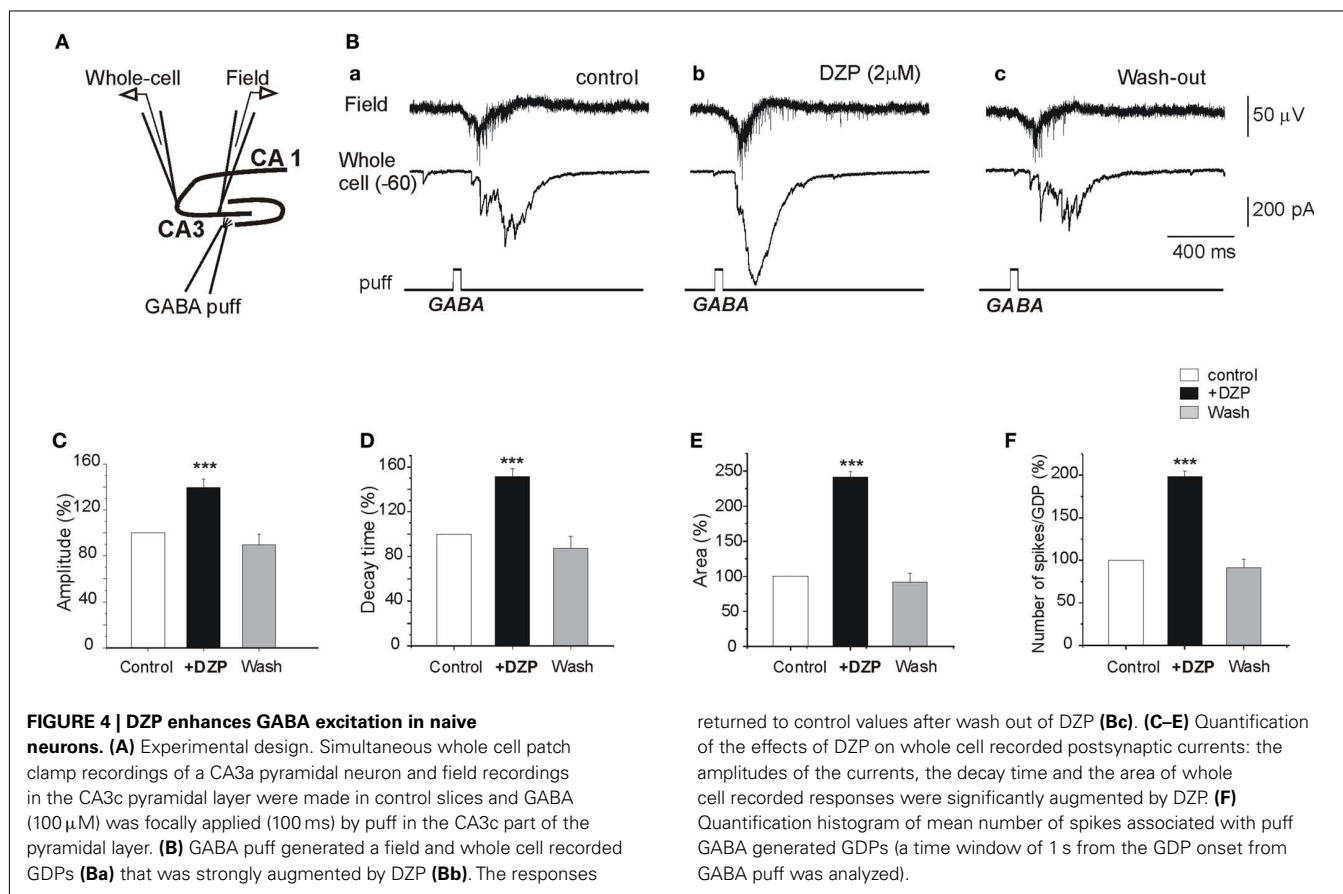 A
Whole-cell
Field
CA 1
CA3
GABA puff
B
a
control
Field
Whole
cell (-60)
puff
GABA
b
DZP (2μM)
GABA
c
Wash-out
GABA
50 μV
200 pA
400 ms
control
+DZP
Wash
C
Amplitude (%)
160
120
80
40
0
***
Control +DZP Wash
D
Decay time (%)
160
120
80
40
0
***
Control +DZP Wash
E
Area (%)
250
200
150
100
50
0
***
Control +DZP Wash
F
Number of spikes/GDP (%)
200
150
100
50
0
***
Control +DZP Wash
FIGURE 4 | DZP enhances GABA excitation in naive
neurons. (A) Experimental design. Simultaneous whole cell patch
clamp recordings of a CA3a pyramidal neuron and field recordings
in the CA3c pyramidal layer were made in control slices and GABA
(100 μM) was focally applied (100 ms) by puff in the CA3c part of the
pyramidal layer. (B) GABA puff generated a field and whole cell recorded
GDPs (Ba) that was strongly augmented by DZP (Bb). The responses
returned to control values after wash out of DZP (Bc). (C–E) Quantification
of the effects of DZP on whole cell recorded postsynaptic currents: the
amplitudes of the currents, the decay time and the area of whole
cell recorded responses were significantly augmented by DZP. (F)
Quantification histogram of mean number of spikes associated with puff
GABA generated GDPs (a time window of 1 s from the GDP onset from
GABA puff was analyzed).